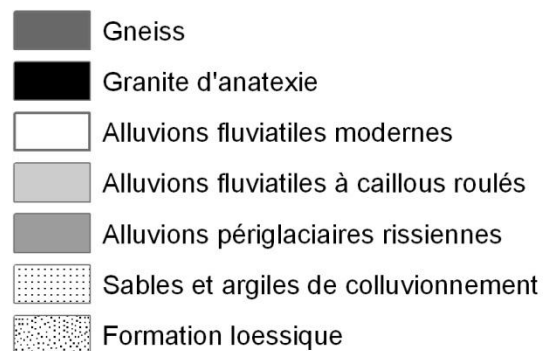 Gneiss
Granite d'anatexie
Alluvions fluviatiles modernes
Alluvions fluviatiles à caillous roulés
Alluvions périglaciaires rissiennes
Sables et argiles de colluvionnement
Formation loessique